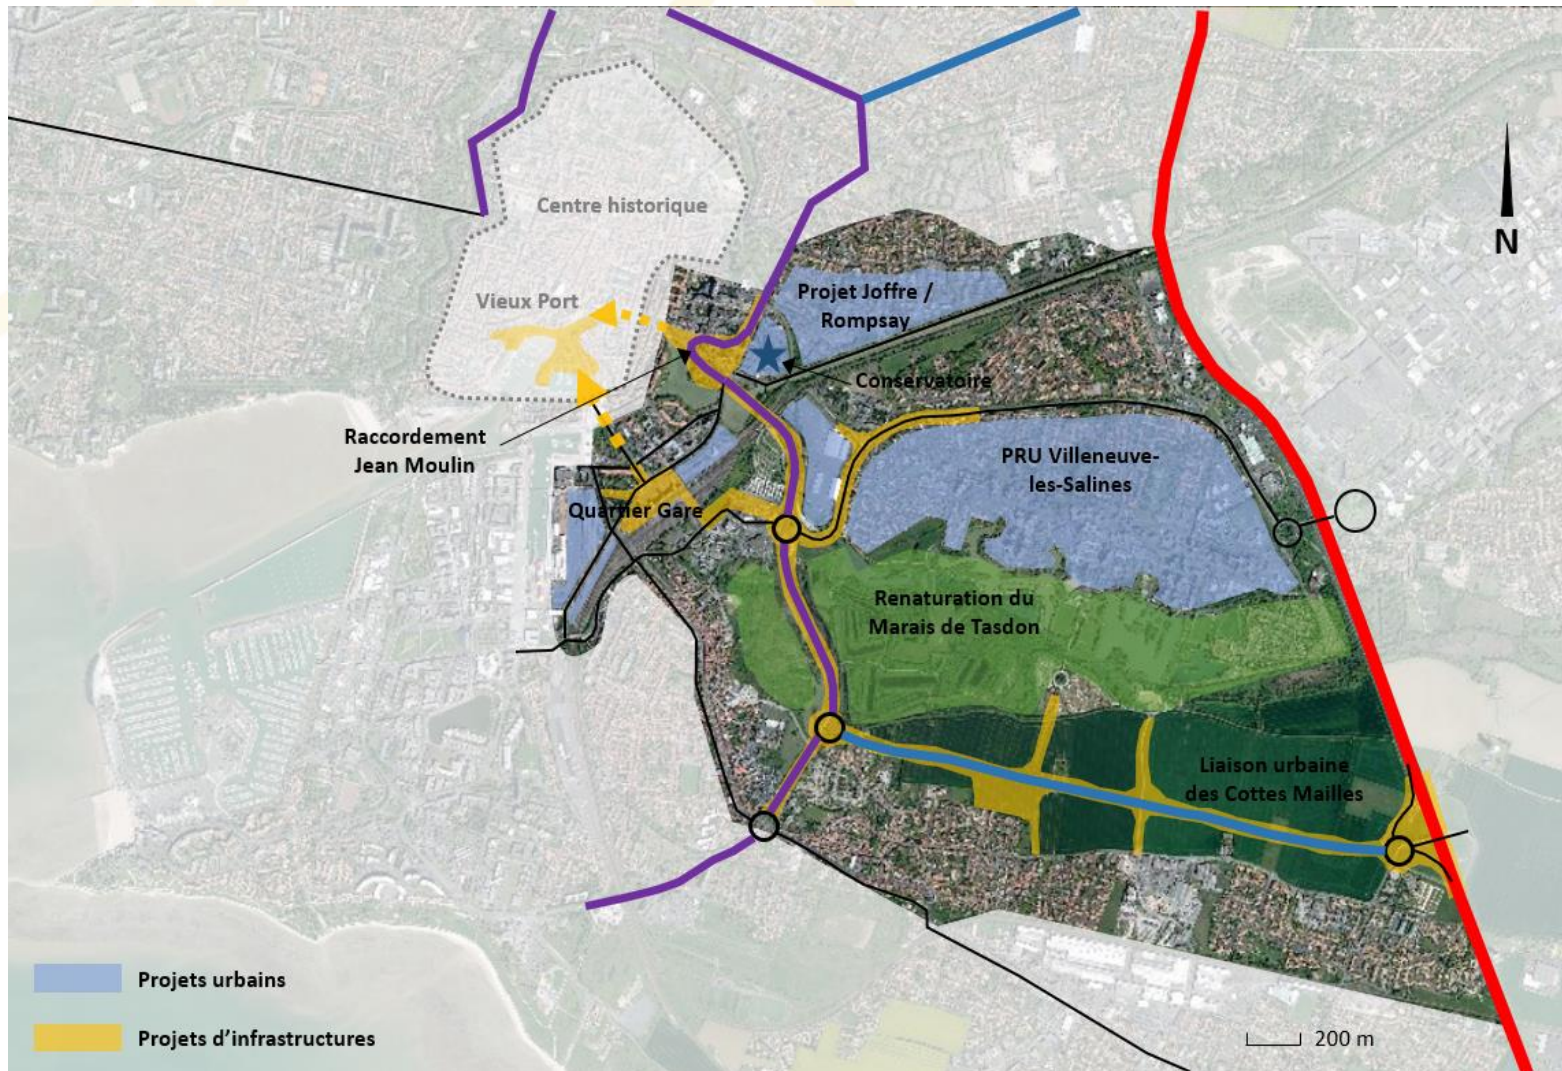 Centre historique
N
Vieux Port
Projet Joffre /
Rompsay
Conservatoire
Raccordement
Jean Moulin
PRU Villeneuve-
les-Salines
Quartier Gare
Renaturation du
Marais de Tasdon
Liaison urbaine
des Cottes Mailles
Projets urbains
Projets d’infrastructures
200 m